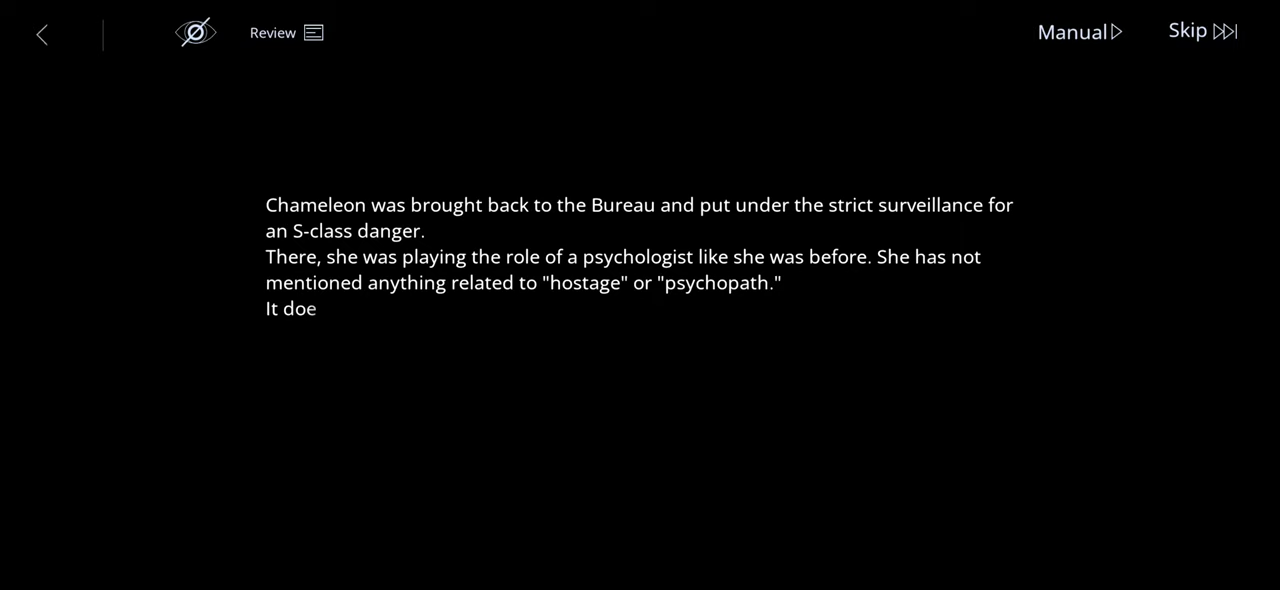 Review
Manual
Skip
Chameleon was brought back to the Bureau and put under the strict surveillance for
an S-class danger.
There, she was playing the role of a psychologist like she was before. She has not
mentioned anything related to "hostage" or "psychopath."
It doe